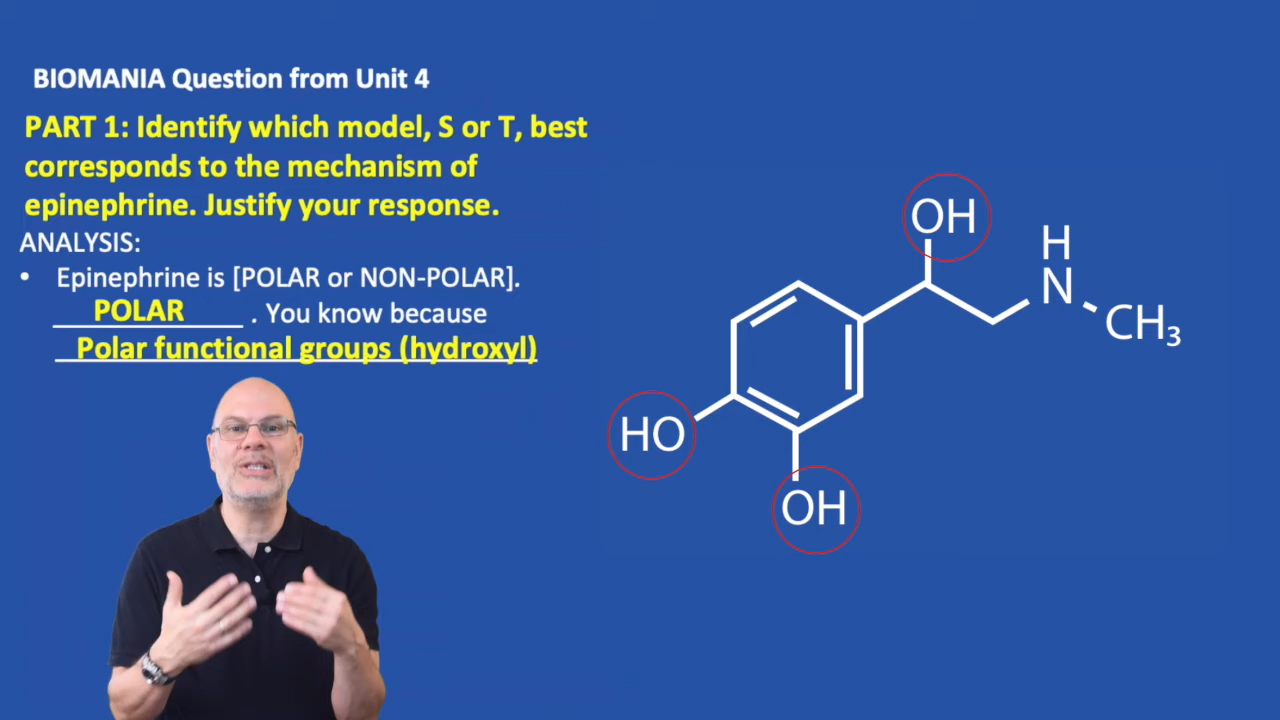 BIOMANIA Question from Unit 4
PART 1: Identify which model, S or T, best
corresponds to the mechanism of
epinephrine. Justify your response.
ANALYSIS:
• Epinephrine is [POLAR or NON-POLAR].
POLAR . You know because
Polar functional groups (hydroxyl)
OH
H
N
CH₃
HO
OH